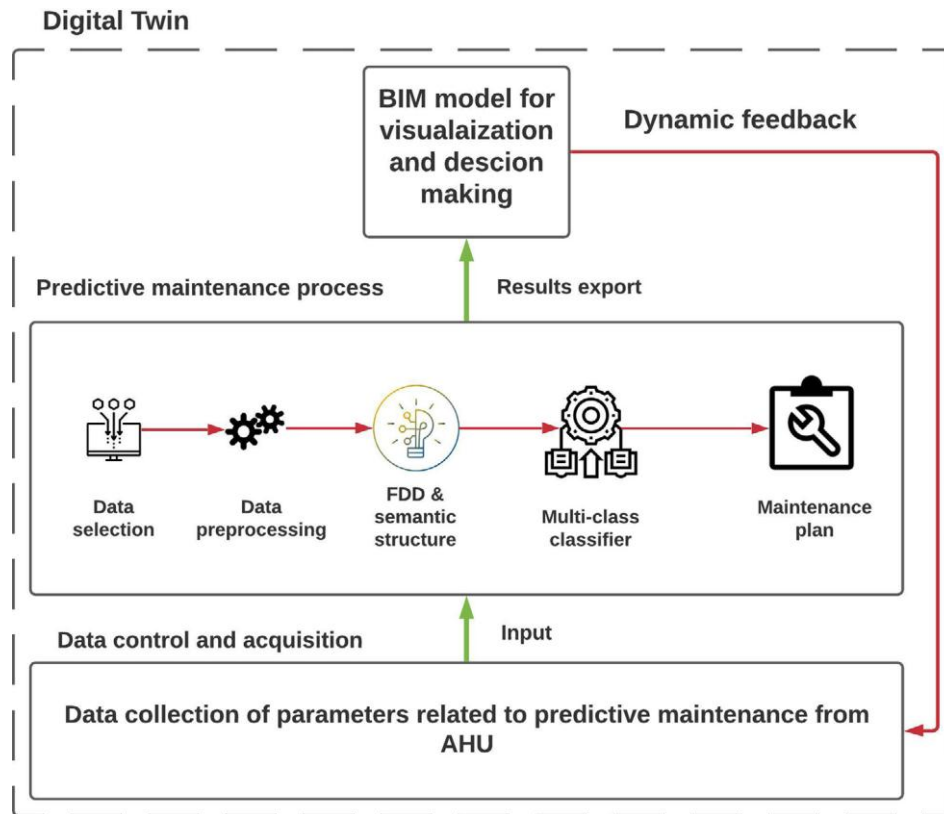 Digital Twin
BIM model for
visualaization
and descion
making
Dynamic feedback
Predictive maintenance process
Results export
Data
selection
Data
preprocessing
FDD &
semantic
structure
Multi-class
classifier
Maintenance
plan
Data control and acquisition
Input
Data collection of parameters related to predictive maintenance from
AHU